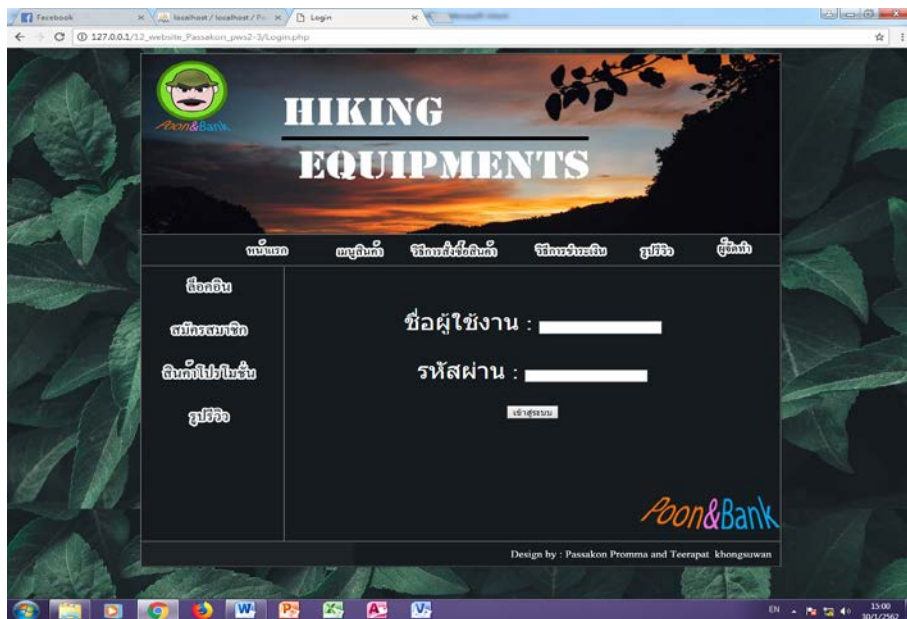 Facebook
localhost / localhost /
Login
127.0.0.1/12_website_Passakorn_pws2-3/Login.php
Poon&Bank
HIKING
EQUIPMENTS
หน้าแรก เมนูสินค้า วิธีการสั่งซื้อสินค้า วิธีการชำระเงิน รูปรีวิว ผู้จัดทำ
ล็อคอิน
สมัครสมาชิก
สินค้าโปรโมชั่น
รูปรีวิว
ชื่อผู้ใช้งาน :
รหัสผ่าน :
เข้าสู่ระบบ
Poon&Bank
Design by : Passakon Promma and Teerapat khongsuwan
EN
15:00
30/1/2562